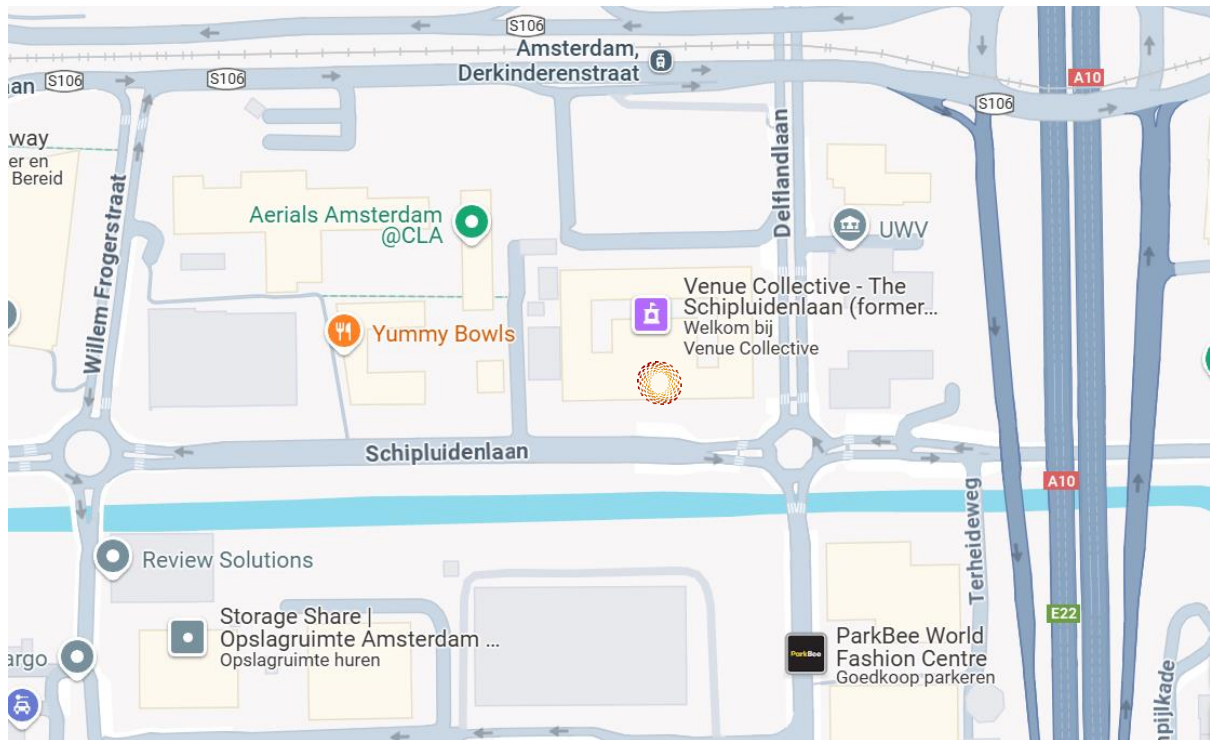 S106
Amsterdam,
Derkinderenstraat
an
S106
S106
A10
S106
way
er en
Bereid
Willem Frogerstraat
Aerials Amsterdam
@CLA
Delflandlaan
UWV
Venue Collective - The
Schipluidenlaan (former...
Welkom bij
Venue Collective
Yummy Bowls
Schipluidenlaan
A10
Terheideweg
Review Solutions
Storage Share |
Opslagruimte Amsterdam ...
Opslagruimte huren
E22
ParkBee
ParkBee World
Fashion Centre
Goedkoop parkeren
argo
npijlkade